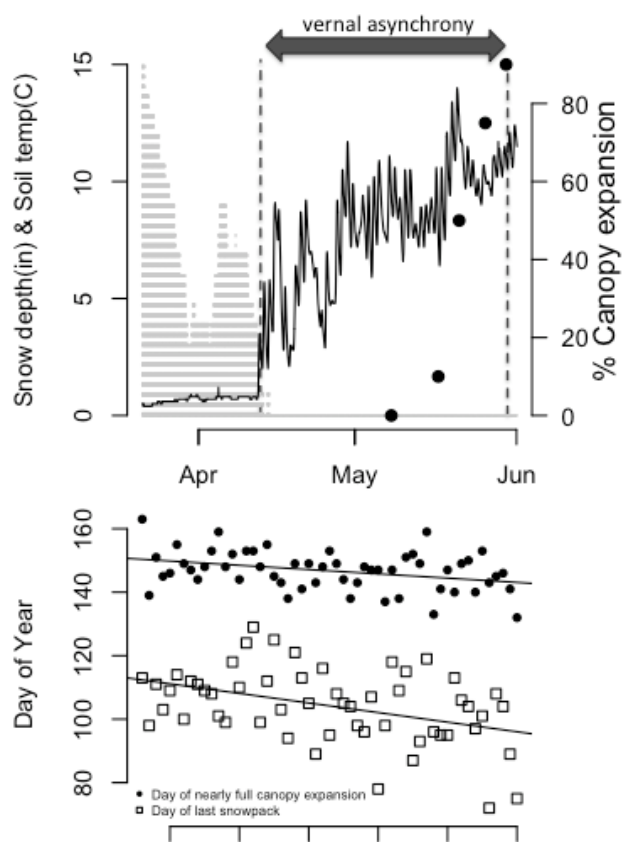 vernal asynchrony
Snow depth(in) & Soil temp(C)
15
10
5
0
80
60
40
20
0
% Canopy expansion
Apr
May
Jun
Day of Year
160
140
120
100
80
Day of nearly full canopy expansion
Day of last snowpack